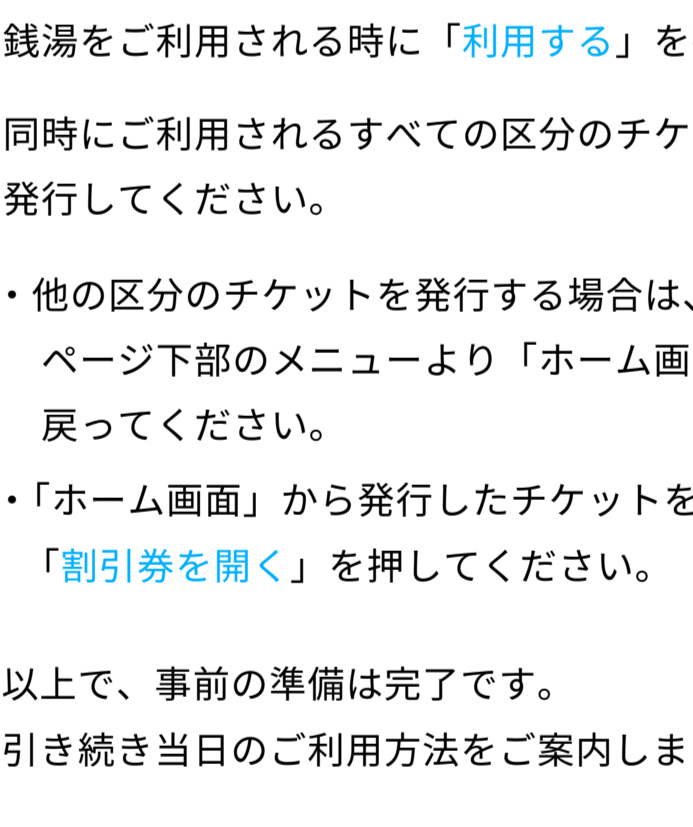 銭湯をご利用される時に「利用する」を
同時にご利用されるすべての区分のチケ
発行してください。
・他の区分のチケットを発行する場合は、
ページ下部のメニューより「ホーム画
戻ってください。
・「ホーム画面」から発行したチケットを
「割引券を開く」を押してください。
以上で、事前の準備は完了です。
引き続き当日のご利用方法をご案内しま